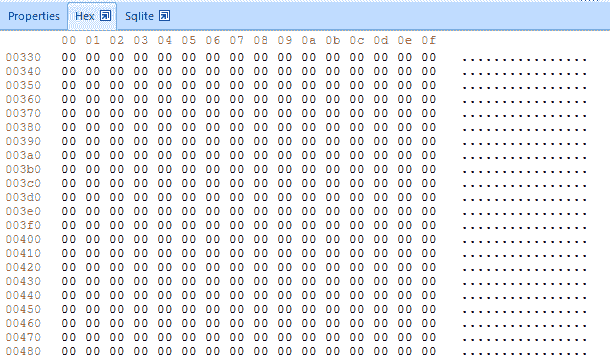 Properties Hex Sqlite
00 01 02 03 04 05 06 07 08 09 0a 0b 0c 0d 0e 0f
00330 00 00 00 00 00 00 00 00 00 00 00 00 00 00 00 00 ................
00340 00 00 00 00 00 00 00 00 00 00 00 00 00 00 00 00 ................
00350 00 00 00 00 00 00 00 00 00 00 00 00 00 00 00 00 ................
00360 00 00 00 00 00 00 00 00 00 00 00 00 00 00 00 00 ................
00370 00 00 00 00 00 00 00 00 00 00 00 00 00 00 00 00 ................
00380 00 00 00 00 00 00 00 00 00 00 00 00 00 00 00 00 ................
00390 00 00 00 00 00 00 00 00 00 00 00 00 00 00 00 00 ................
003a0 00 00 00 00 00 00 00 00 00 00 00 00 00 00 00 00 ................
003b0 00 00 00 00 00 00 00 00 00 00 00 00 00 00 00 00 ................
003c0 00 00 00 00 00 00 00 00 00 00 00 00 00 00 00 00 ................
003d0 00 00 00 00 00 00 00 00 00 00 00 00 00 00 00 00 ................
003e0 00 00 00 00 00 00 00 00 00 00 00 00 00 00 00 00 ................
003f0 00 00 00 00 00 00 00 00 00 00 00 00 00 00 00 00 ................
00400 00 00 00 00 00 00 00 00 00 00 00 00 00 00 00 00 ................
00410 00 00 00 00 00 00 00 00 00 00 00 00 00 00 00 00 ................
00420 00 00 00 00 00 00 00 00 00 00 00 00 00 00 00 00 ................
00430 00 00 00 00 00 00 00 00 00 00 00 00 00 00 00 00 ................
00440 00 00 00 00 00 00 00 00 00 00 00 00 00 00 00 00 ................
00450 00 00 00 00 00 00 00 00 00 00 00 00 00 00 00 00 ................
00460 00 00 00 00 00 00 00 00 00 00 00 00 00 00 00 00 ................
00470 00 00 00 00 00 00 00 00 00 00 00 00 00 00 00 00 ................
00480 00 00 00 00 00 00 00 00 00 00 00 00 00 00 00 00 ................